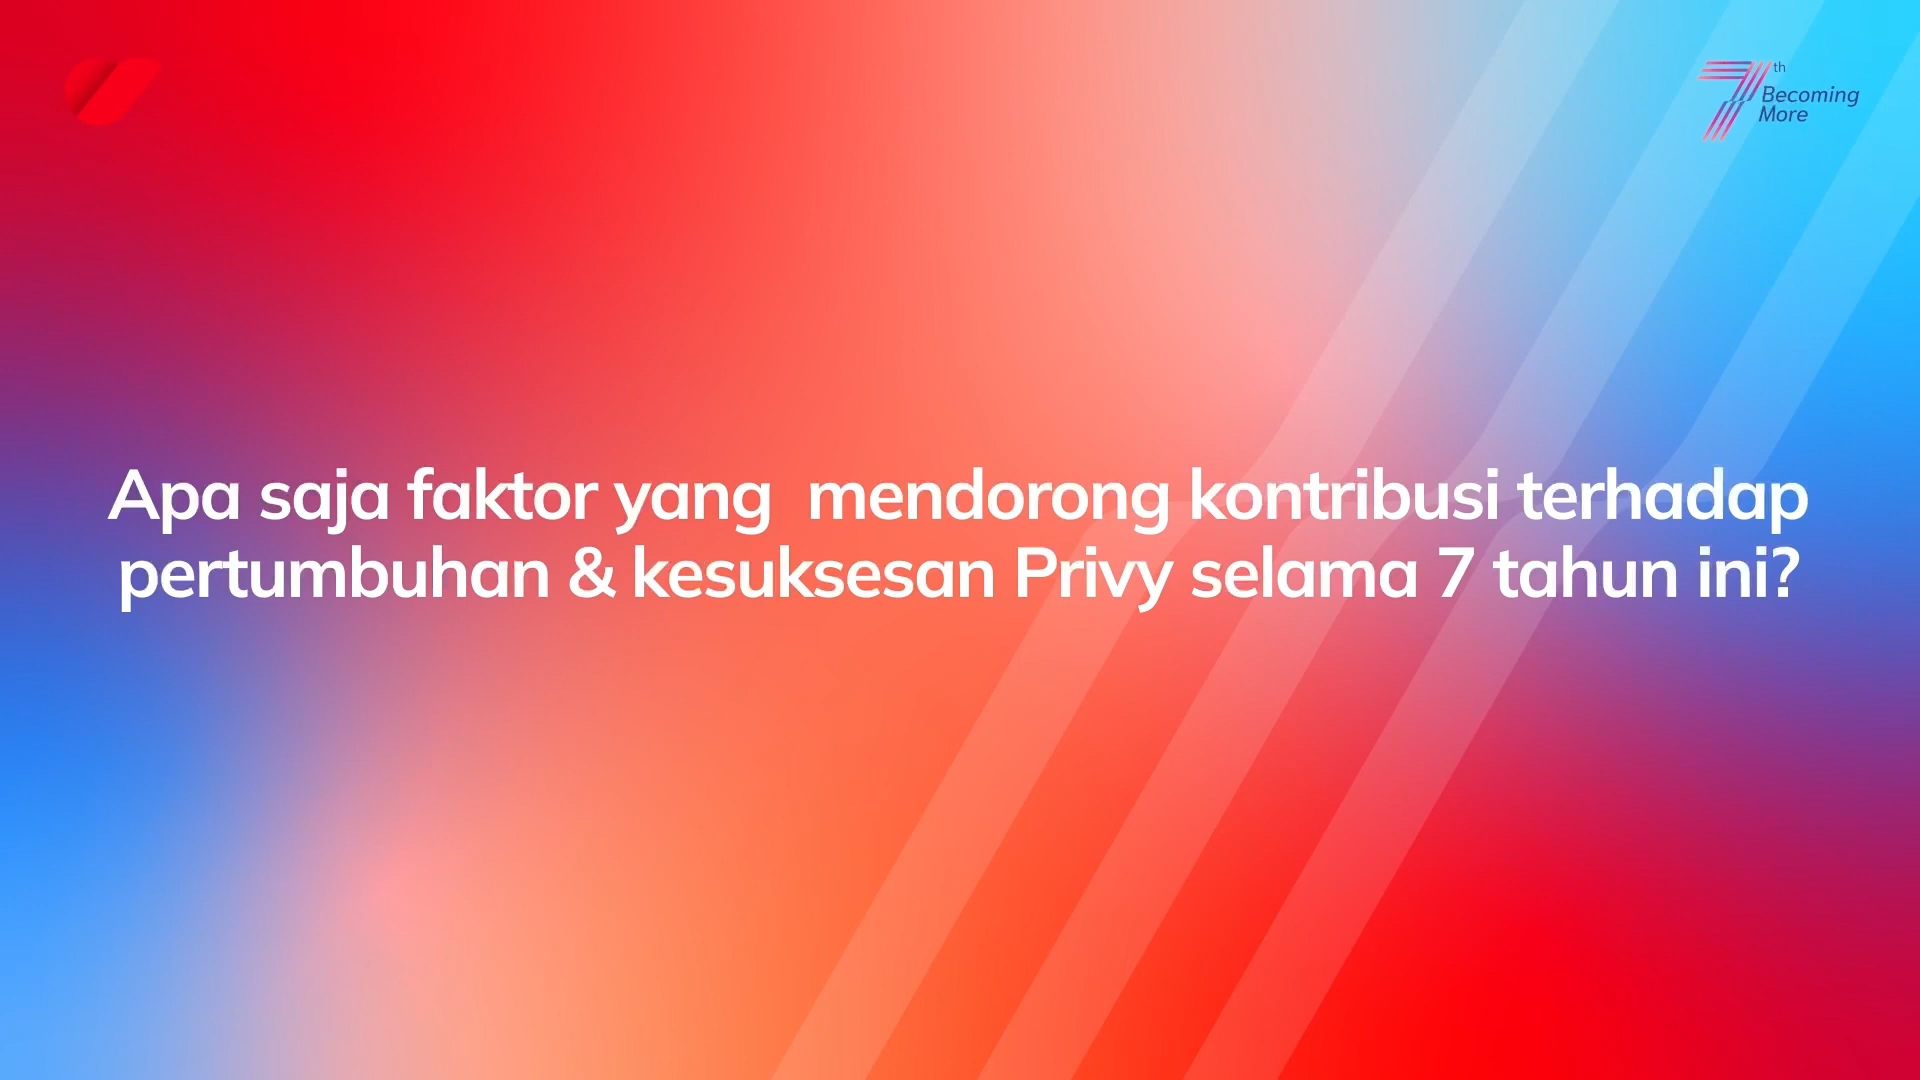 7th
Becoming
More
Apa saja faktor yang  mendorong kontribusi terhadap
pertumbuhan & kesuksesan Privy selama 7 tahun ini?